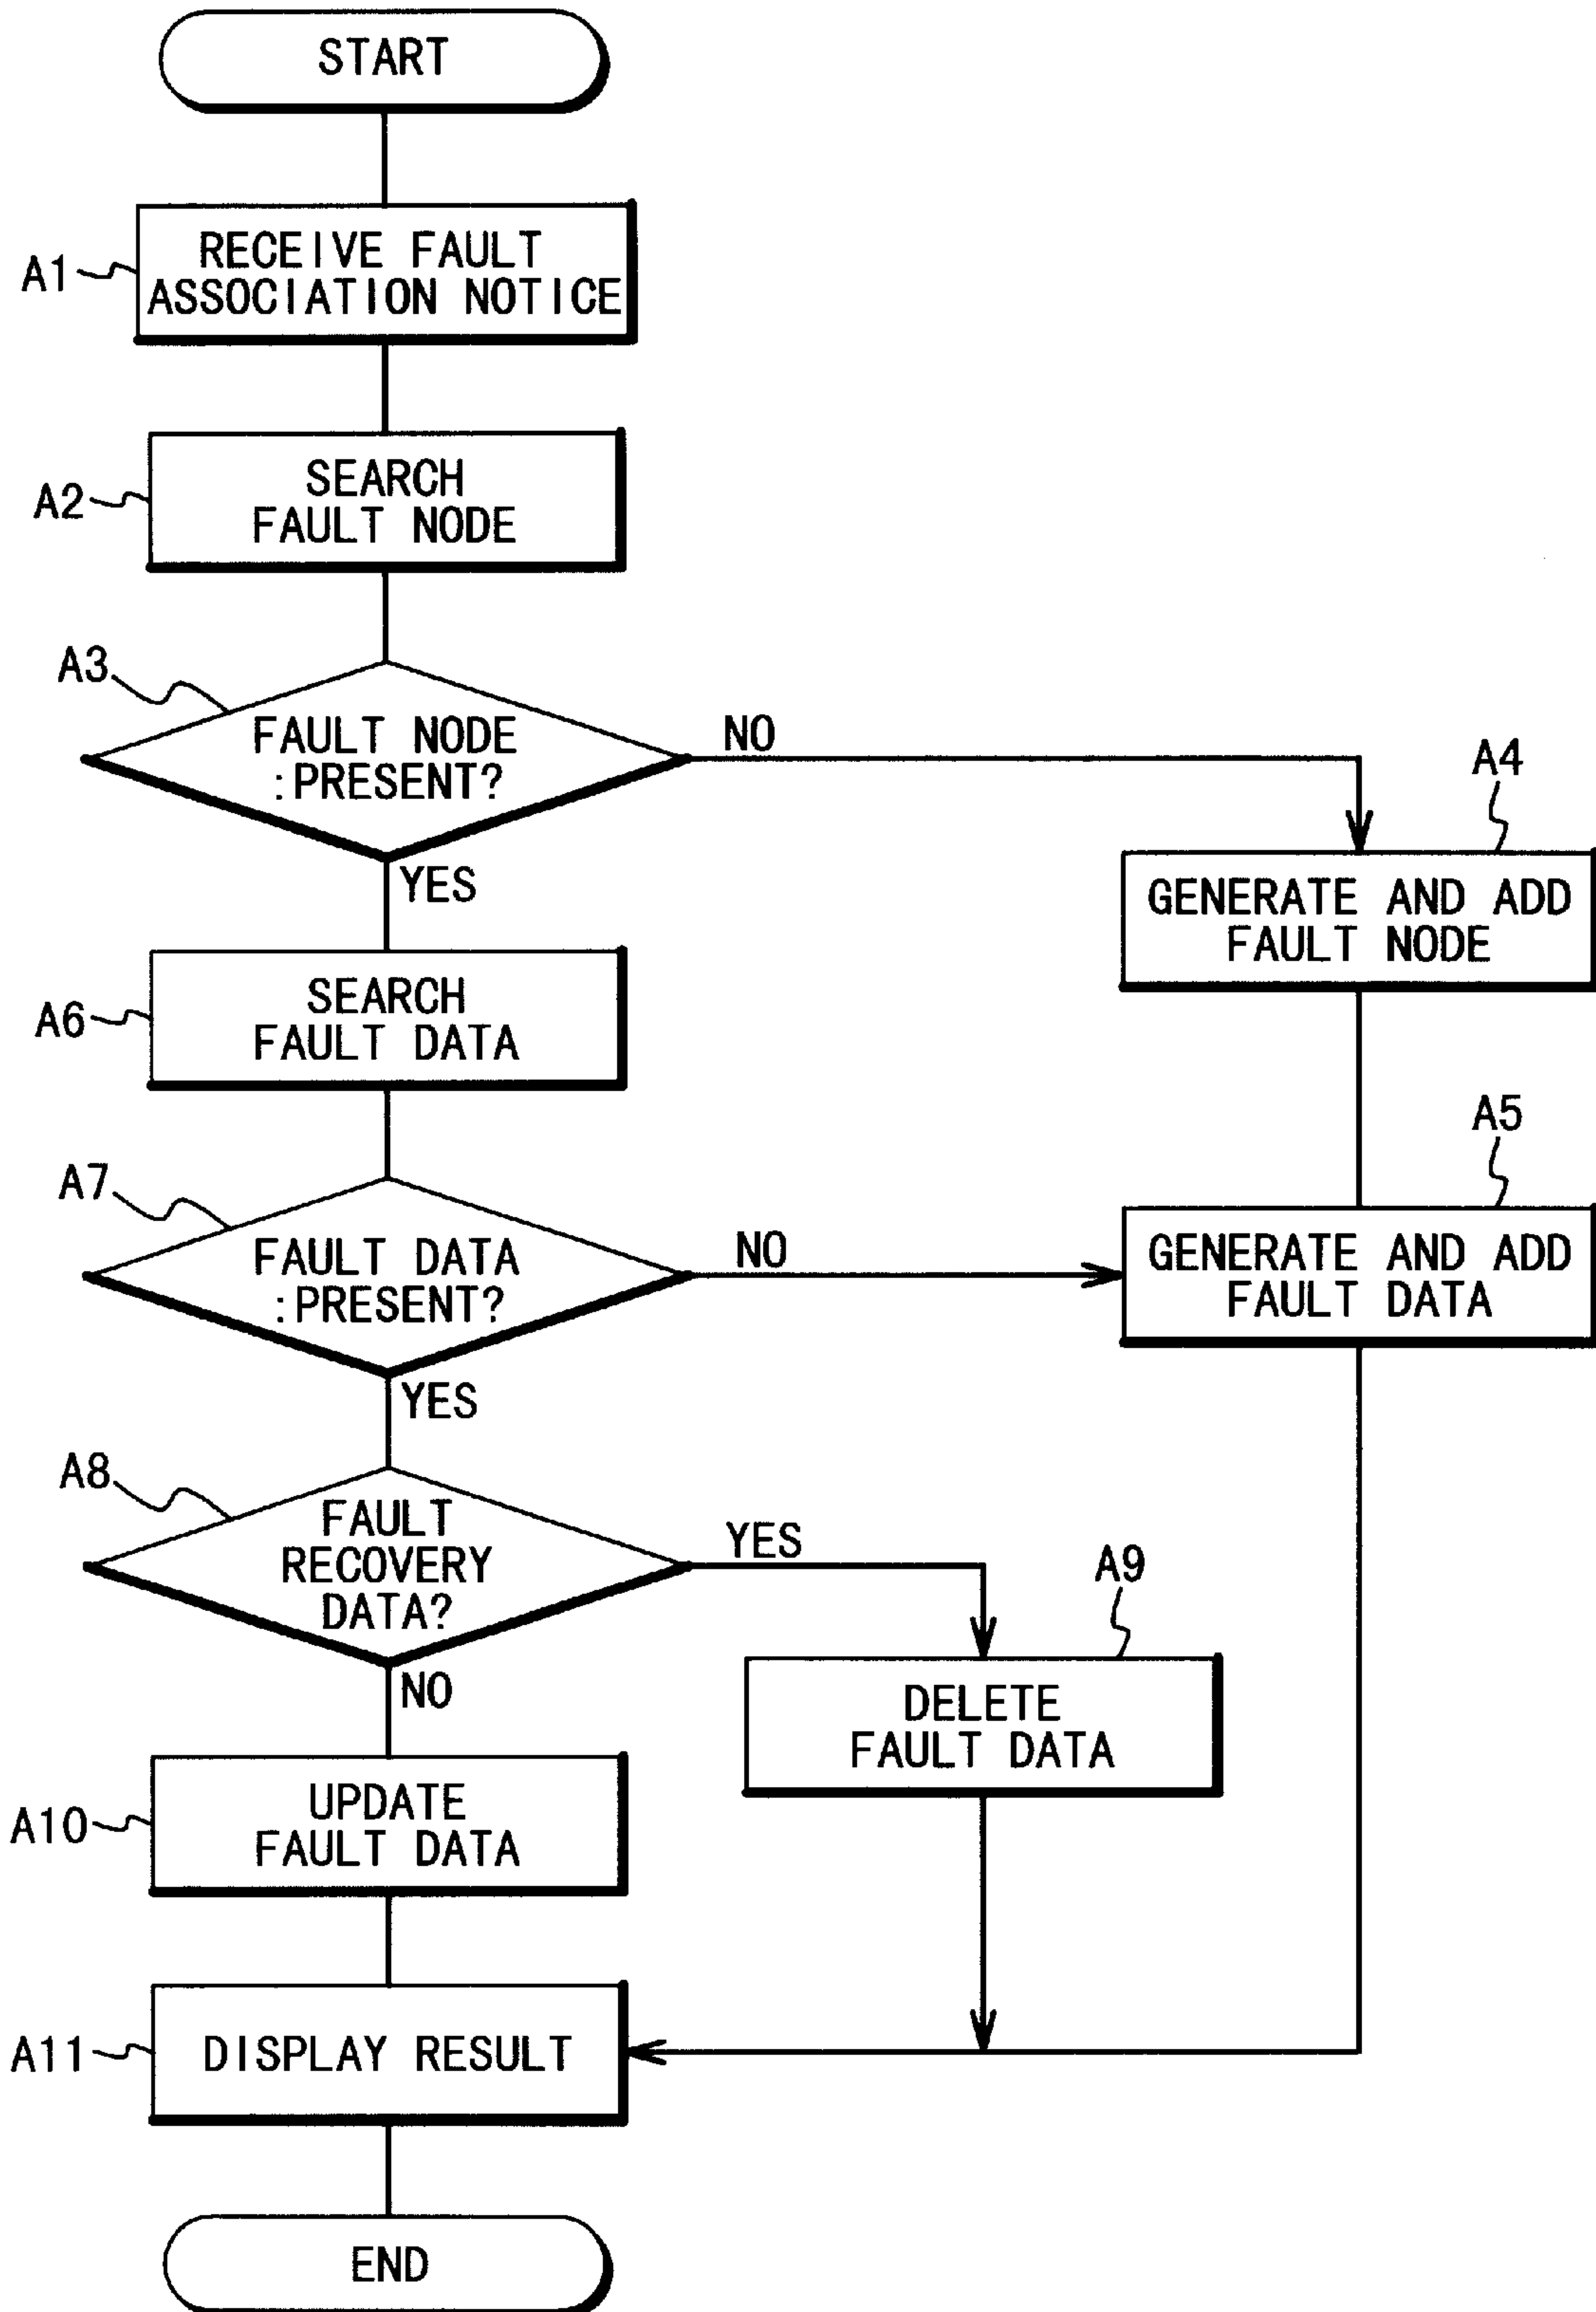 START
A1
RECEIVE FAULT
ASSOCIATION NOTICE
A2
SEARCH
FAULT NODE
A3
FAULT NODE
:PRESENT?
NO
YES
A4
GENERATE AND ADD
FAULT NODE
A6
SEARCH
FAULT DATA
A5
GENERATE AND ADD
FAULT DATA
A7
FAULT DATA
:PRESENT?
NO
YES
A8
FAULT
RECOVERY
DATA?
YES
NO
A9
DELETE
FAULT DATA
A10
UPDATE
FAULT DATA
A11
DISPLAY RESULT
END